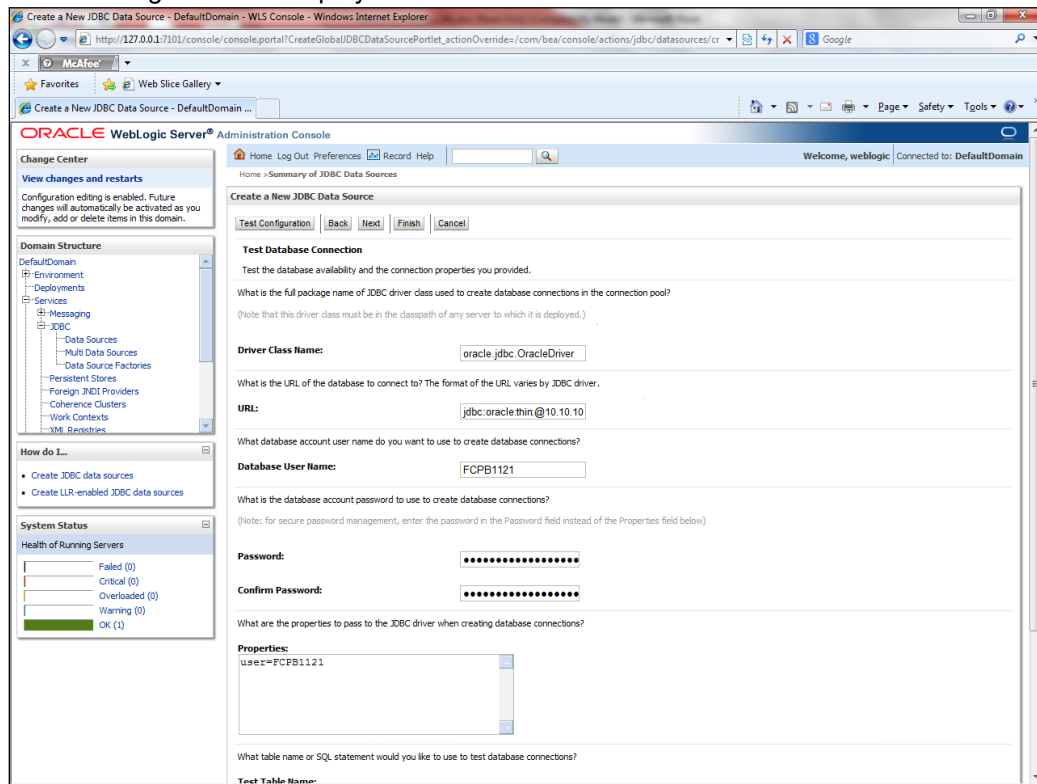 Create a New JDBC Data Source - DefaultDomain - WLS Console - Windows Internet Explorer
http://127.0.0.1:7101/console/console.portal?CreateGlobalJDBCDataSourcePortlet_actionOverride=/com/bea/console/actions/jdbc/datasources/cr
Google
X McAfee
Favorites Web Slice Gallery
Create a New JDBC Data Source - DefaultDomain ...
Page Safety Tools
ORACLE WebLogic Server® Administration Console
Change Center
View changes and restarts
Configuration editing is enabled. Future
changes will automatically be activated as you
modify, add or delete items in this domain.
Domain Structure
DefaultDomain
Environment
Deployments
Services
Messaging
JDBC
Data Sources
Multi Data Sources
Data Source Factories
Persistent Stores
Foreign JNDI Providers
Coherence Clusters
Work Contexts
XML Registries
How do I...
Create JDBC data sources
Create LLR-enabled JDBC data sources
System Status
Health of Running Servers
Failed (0)
Critical (0)
Overloaded (0)
Warning (0)
OK (1)
Home Log Out Preferences Record Help
Welcome, weblogic Connected to: DefaultDomain
Home >Summary of JDBC Data Sources
Create a New JDBC Data Source
Test Configuration Back Next Finish Cancel
Test Database Connection
Test the database availability and the connection properties you provided.
What is the full package name of JDBC driver class used to create database connections in the connection pool?
(Note that this driver class must be in the classpath of any server to which it is deployed.)
Driver Class Name: oracle.jdbc.OracleDriver
What is the URL of the database to connect to? The format of the URL varies by JDBC driver.
URL: jdbc:oracle:thin:@10.10.10
What database account user name do you want to use to create database connections?
Database User Name: FCPB1121
What is the database account password to use to create database connections?
(Note: for secure password management, enter the password in the Password field instead of the Properties field below)
Password: ●●●●●●●●●●●●●●●●●●
Confirm Password: ●●●●●●●●●●●●●●●●●●
What are the properties to pass to the JDBC driver when creating database connections?
Properties:
user=FCPB1121
What table name or SQL statement would you like to use to test database connections?
Test Table Name: